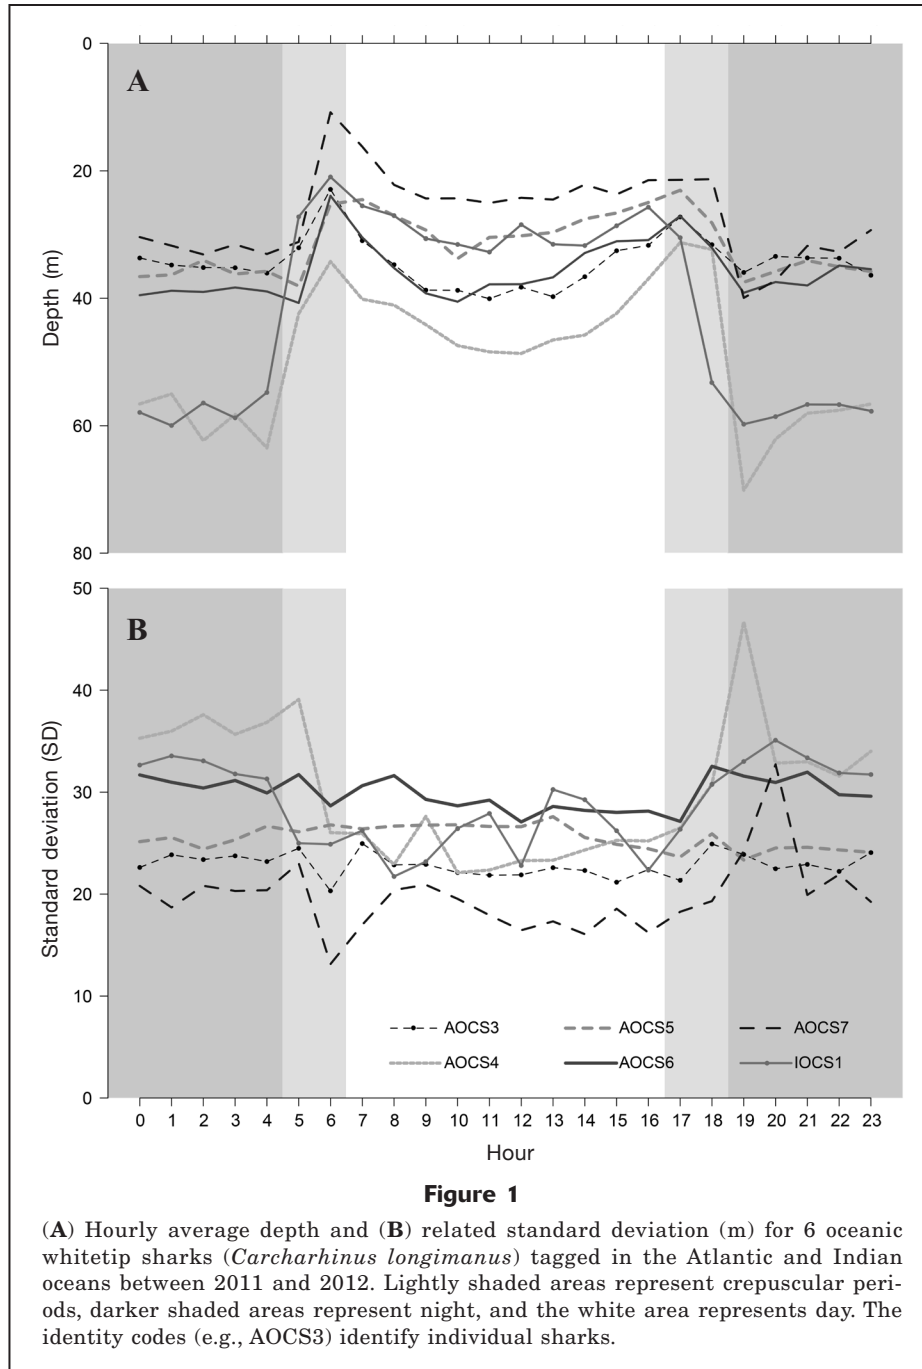 0
A
20
40
60
80
Depth (m)
50
B
40
30
20
10
0
Standard deviation (SD)
AOCS3 AOCS5 AOCS7
AOCS4 AOCS6 IOCS1
0 1 2 3 4 5 6 7 8 9 10 11 12 13 14 15 16 17 18 19 20 21 22 23
Hour
Figure 1
(A) Hourly average depth and (B) related standard deviation (m) for 6 oceanic
whitetip sharks (Carcharhinus longimanus) tagged in the Atlantic and Indian
oceans between 2011 and 2012. Lightly shaded areas represent crepuscular peri-
ods, darker shaded areas represent night, and the white area represents day. The
identity codes (e.g., AOCS3) identify individual sharks.